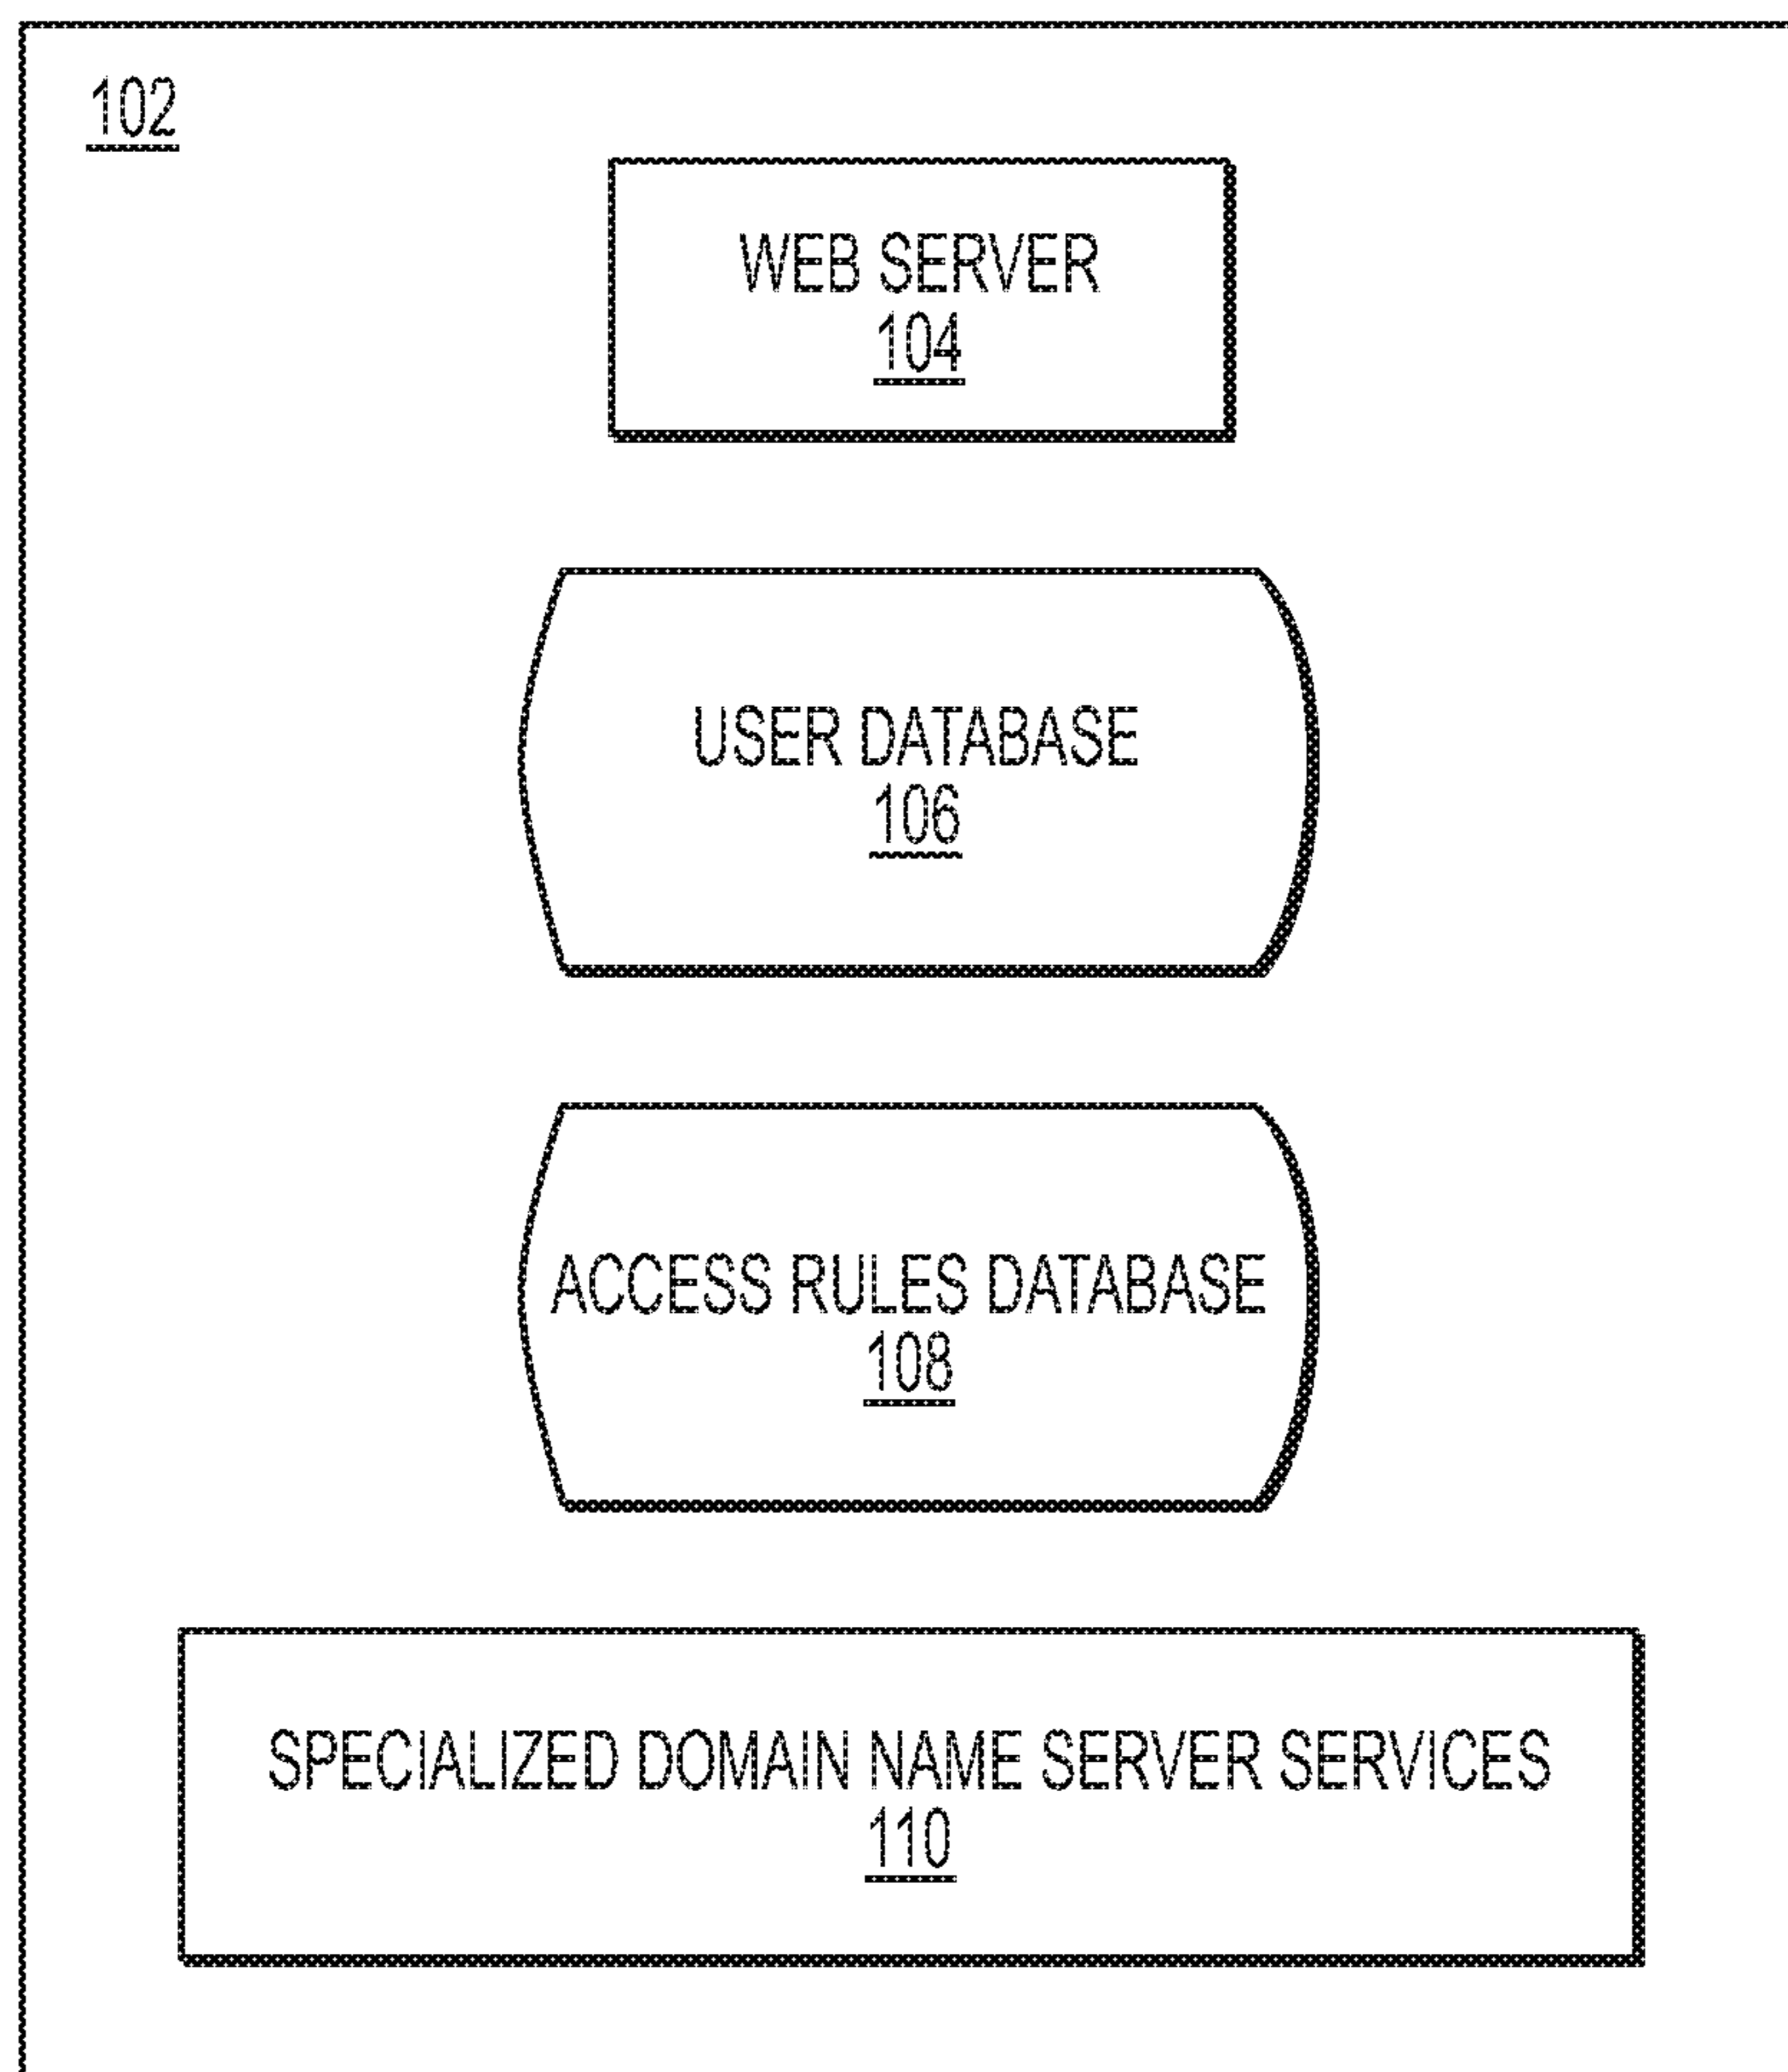 102
WEB SERVER
104
USER DATABASE
106
ACCESS RULES DATABASE
108
SPECIALIZED DOMAIN NAME SERVER SERVICES
110